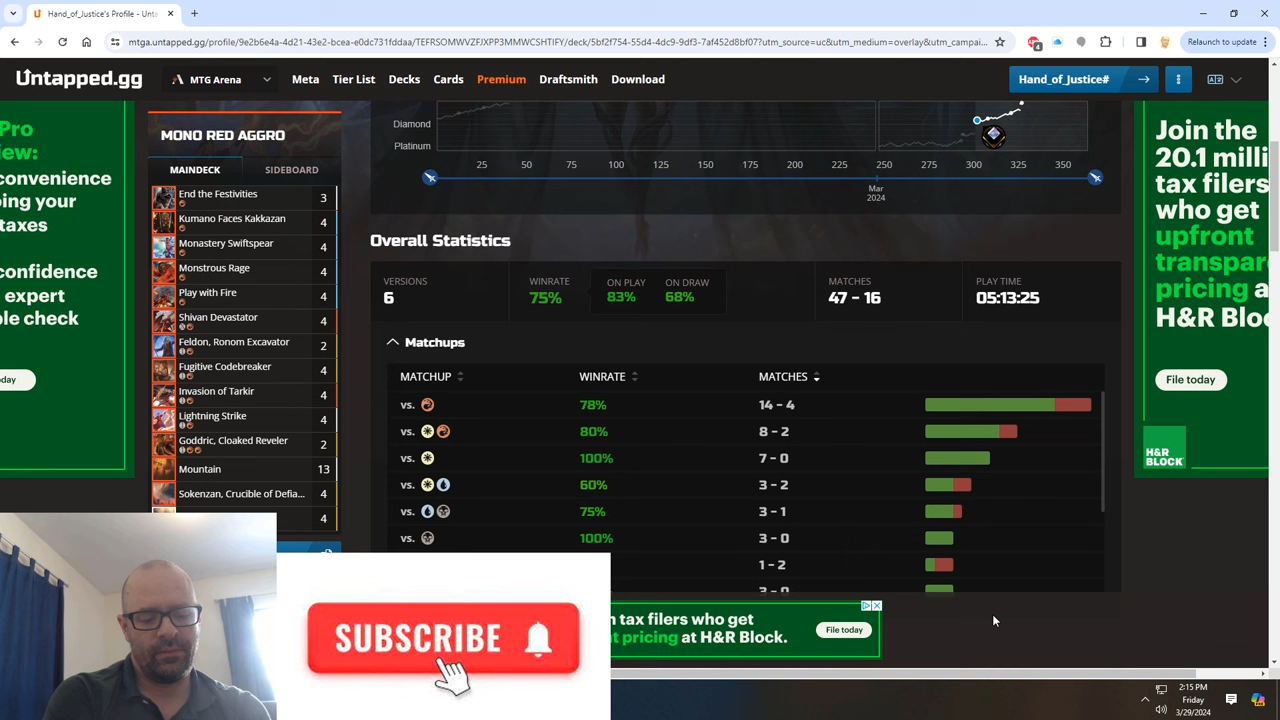 Hand_of_Justice's Profile - Unta
mtga.untapped.gg/profile/9e2b6e4a-4d21-43e2-bcea-e0dc731fddaa/TEFRSOMWVZFJXPP3MMWCSHTIFY/deck/5bf2f754-55d4-4dc9-9df3-7af452d8bf07?utm_source=uc&utm_medium=overlay&utm_campai...
4
Relaunch to update
Untapped.gg
MTG Arena
Meta
Tier List
Decks
Cards
Premium
Draftsmith
Download
Hand_of_Justice#
Pro
view:
convenience
ping your
taxes
confidence
expert
ble check
oday
MONO RED AGGRO
MAINDECK
SIDEBOARD
End the Festivities 3
Kumano Faces Kakkazan 4
Monastery Swiftspear 4
Monstrous Rage 4
Play with Fire 4
Shivan Devastator 4
Feldon, Ronom Excavator 2
Fugitive Codebreaker 4
Invasion of Tarkir 4
Lightning Strike 4
Goddric, Cloaked Reveler 2
Mountain 13
Sokenzan, Crucible of Defia... 4
4
Diamond
Platinum
25 50 75 100 125 150 175 200 225 250 275 300 325 350
Mar
2024
Overall Statistics
VERSIONS
6
WINRATE
75%
ON PLAY
83%
ON DRAW
68%
MATCHES
47 - 16
PLAY TIME
05:13:25
Matchups
MATCHUP WINRATE MATCHES
vs. 78% 14 - 4
vs. 80% 8 - 2
vs. 100% 7 - 0
vs. 60% 3 - 2
vs. 75% 3 - 1
vs. 100% 3 - 0
1 - 2
3 - 0
Join the
20.1 milli
tax filers
who get
upfront
transpar
pricing a
H&R Bloc
File today
H&R
BLOCK
n tax filers who get
nt pricing at H&R Block.
File today
SUBSCRIBE
2:15 PM
Friday
3/29/2024